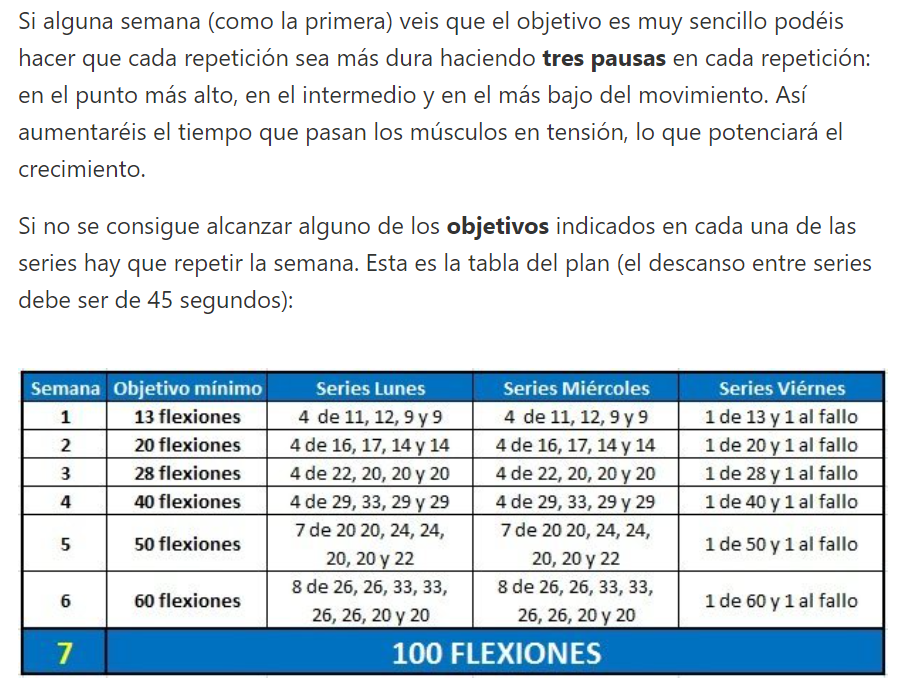 Si alguna semana (como la primera) veis que el objetivo es muy sencillo podéis
hacer que cada repetición sea más dura haciendo tres pausas en cada repetición:
en el punto más alto, en el intermedio y en el más bajo del movimiento. Así
aumentaréis el tiempo que pasan los músculos en tensión, lo que potenciará el
crecimiento.
Si no se consigue alcanzar alguno de los objetivos indicados en cada una de las
series hay que repetir la semana. Esta es la tabla del plan (el descanso entre series
debe ser de 45 segundos):
Semana Objetivo mínimo Series Lunes Series Miércoles Series Viérnes
1 13 flexiones 4 de 11, 12, 9 y 9 4 de 11, 12, 9 y 9 1 de 13 y 1 al fallo
2 20 flexiones 4 de 16, 17, 14 y 14 4 de 16, 17, 14 y 14 1 de 20 y 1 al fallo
3 28 flexiones 4 de 22, 20, 20 y 20 4 de 22, 20, 20 y 20 1 de 28 y 1 al fallo
4 40 flexiones 4 de 29, 33, 29 y 29 4 de 29, 33, 29 y 29 1 de 40 y 1 al fallo
5 50 flexiones 7 de 20 20, 24, 24, 7 de 20 20, 24, 24, 1 de 50 y 1 al fallo
20, 20 y 22 20, 20 y 22
6 60 flexiones 8 de 26, 26, 33, 33, 8 de 26, 26, 33, 33, 1 de 60 y 1 al fallo
26, 26, 20 y 20 26, 26, 20 y 20
7 100 FLEXIONES